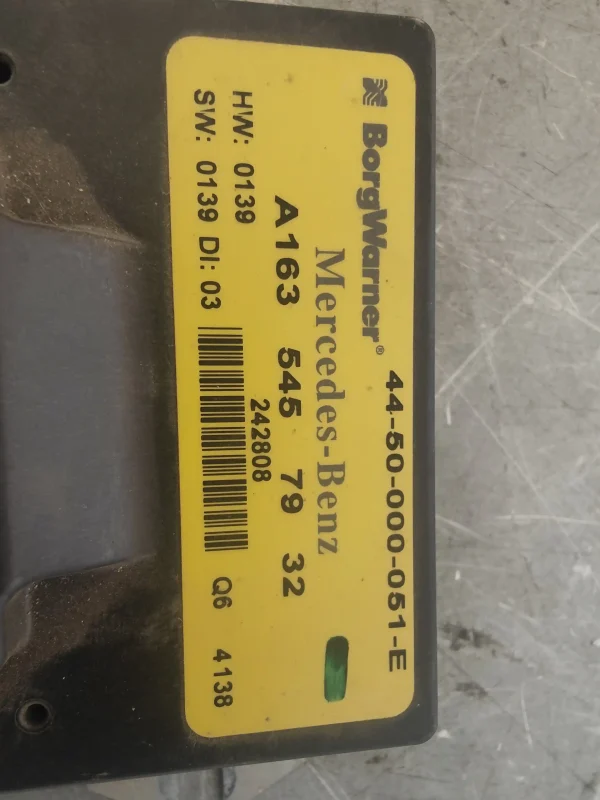 BorgWarner® 44-50-000-051-E
Mercedes-Benz
A163 545 79 32
HW: 0139
242808
SW: 0139 DI: 03
Q6 4138